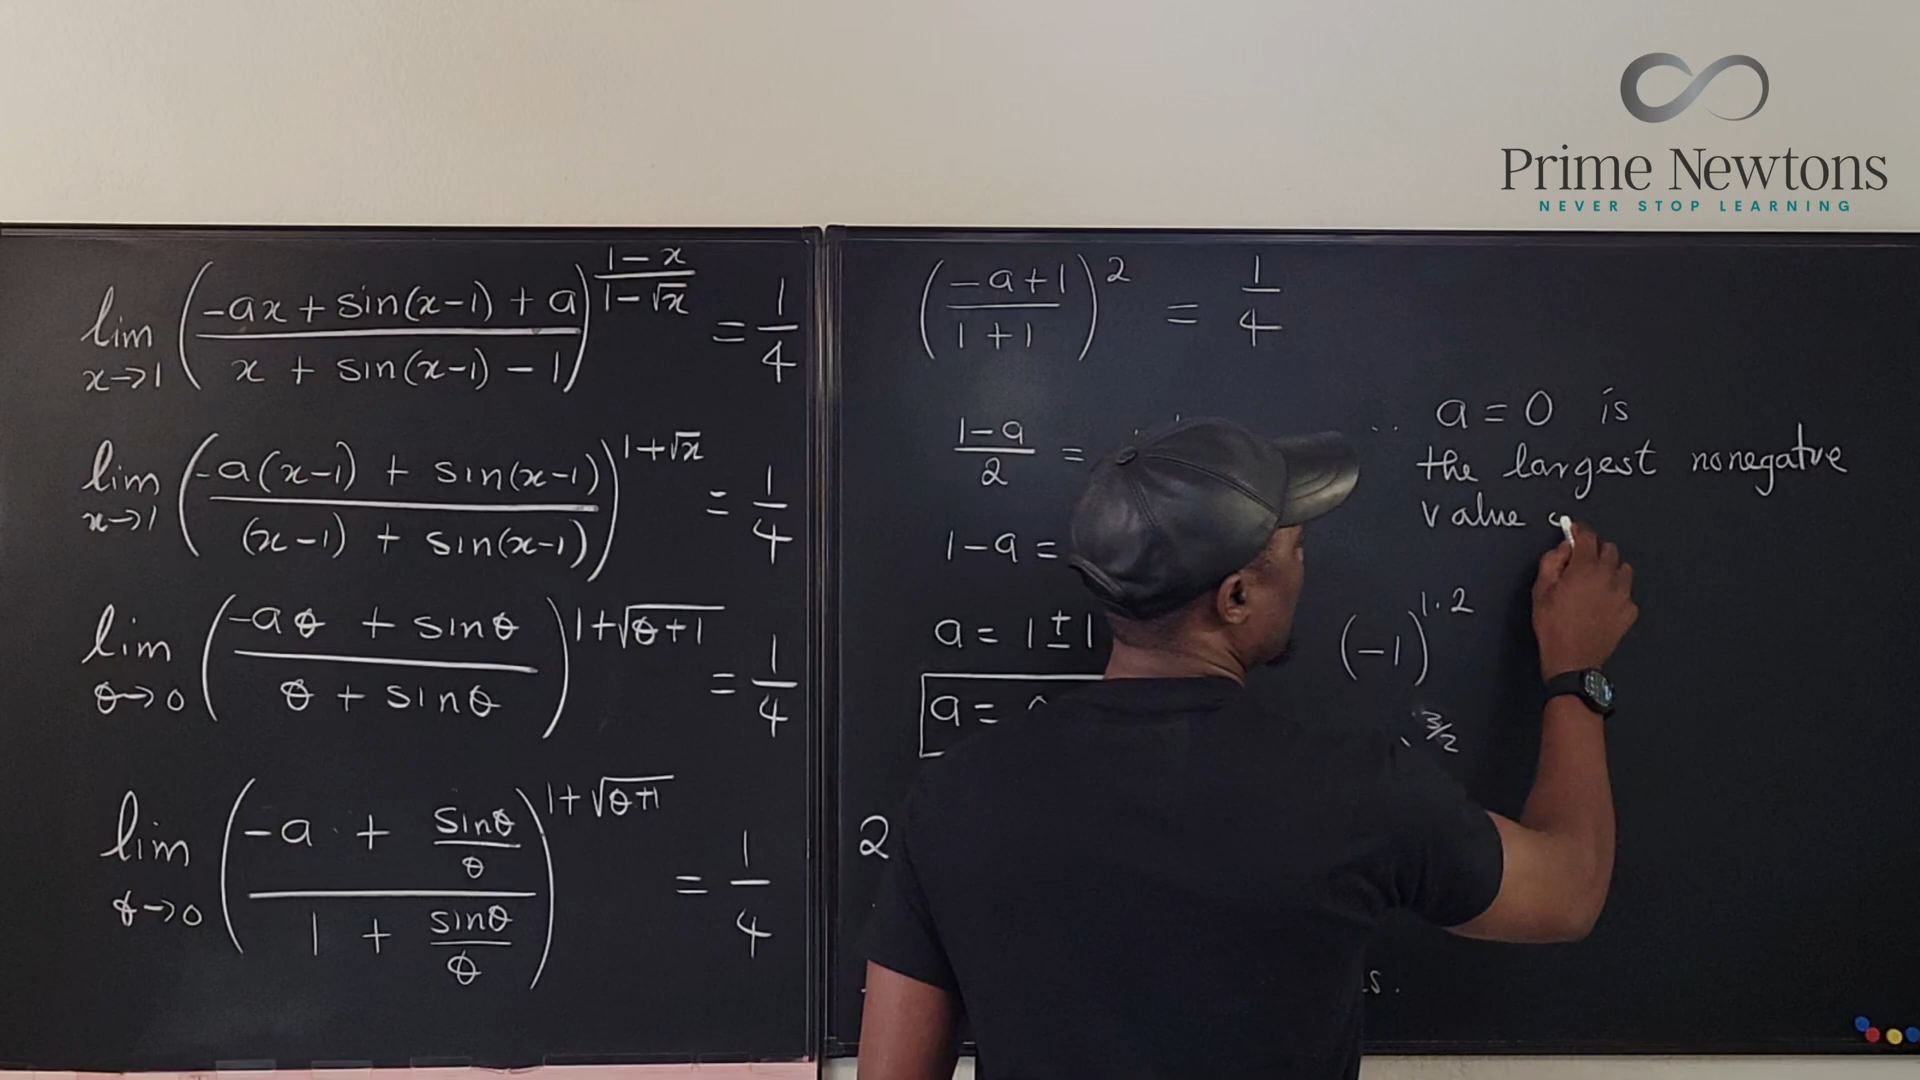 Prime Newtons
NEVER STOP LEARNING
lim x→1 ((-ax + sin(x-1) + a)/(x + sin(x-1) - 1))^((1-x)/(1-√x)) = 1/4
lim x→1 ((-a(x-1) + sin(x-1))/((x-1) + sin(x-1)))^(1+√x) = 1/4
lim θ→0 ((-aθ + sinθ)/(θ + sinθ))^(1+√(θ+1)) = 1/4
lim θ→0 ((-a + sinθ/θ)/(1 + sinθ/θ))^(1+√(θ+1)) = 1/4
((-a+1)/(1+1))^2 = 1/4
(1-a)/2 =
1-a =
a = 1 ± 1
a =
2
a = 0 is
the largest nonegatve
value
(-1)^1.2
3/2